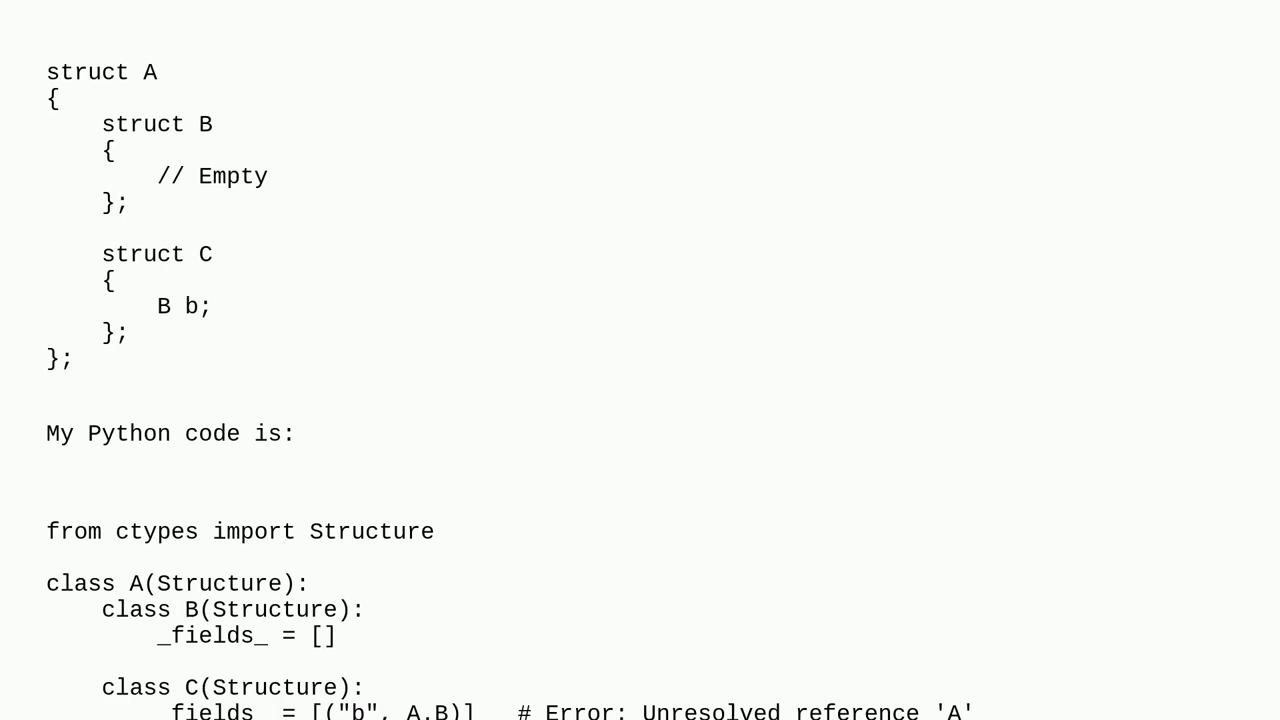 struct A
{
    struct B
    {
        // Empty
    };

    struct C
    {
        B b;
    };
};

My Python code is:

from ctypes import Structure

class A(Structure):
    class B(Structure):
        _fields_ = []

    class C(Structure):
        _fields_ = [("b", A.B)]   # Error: Unresolved reference 'A'